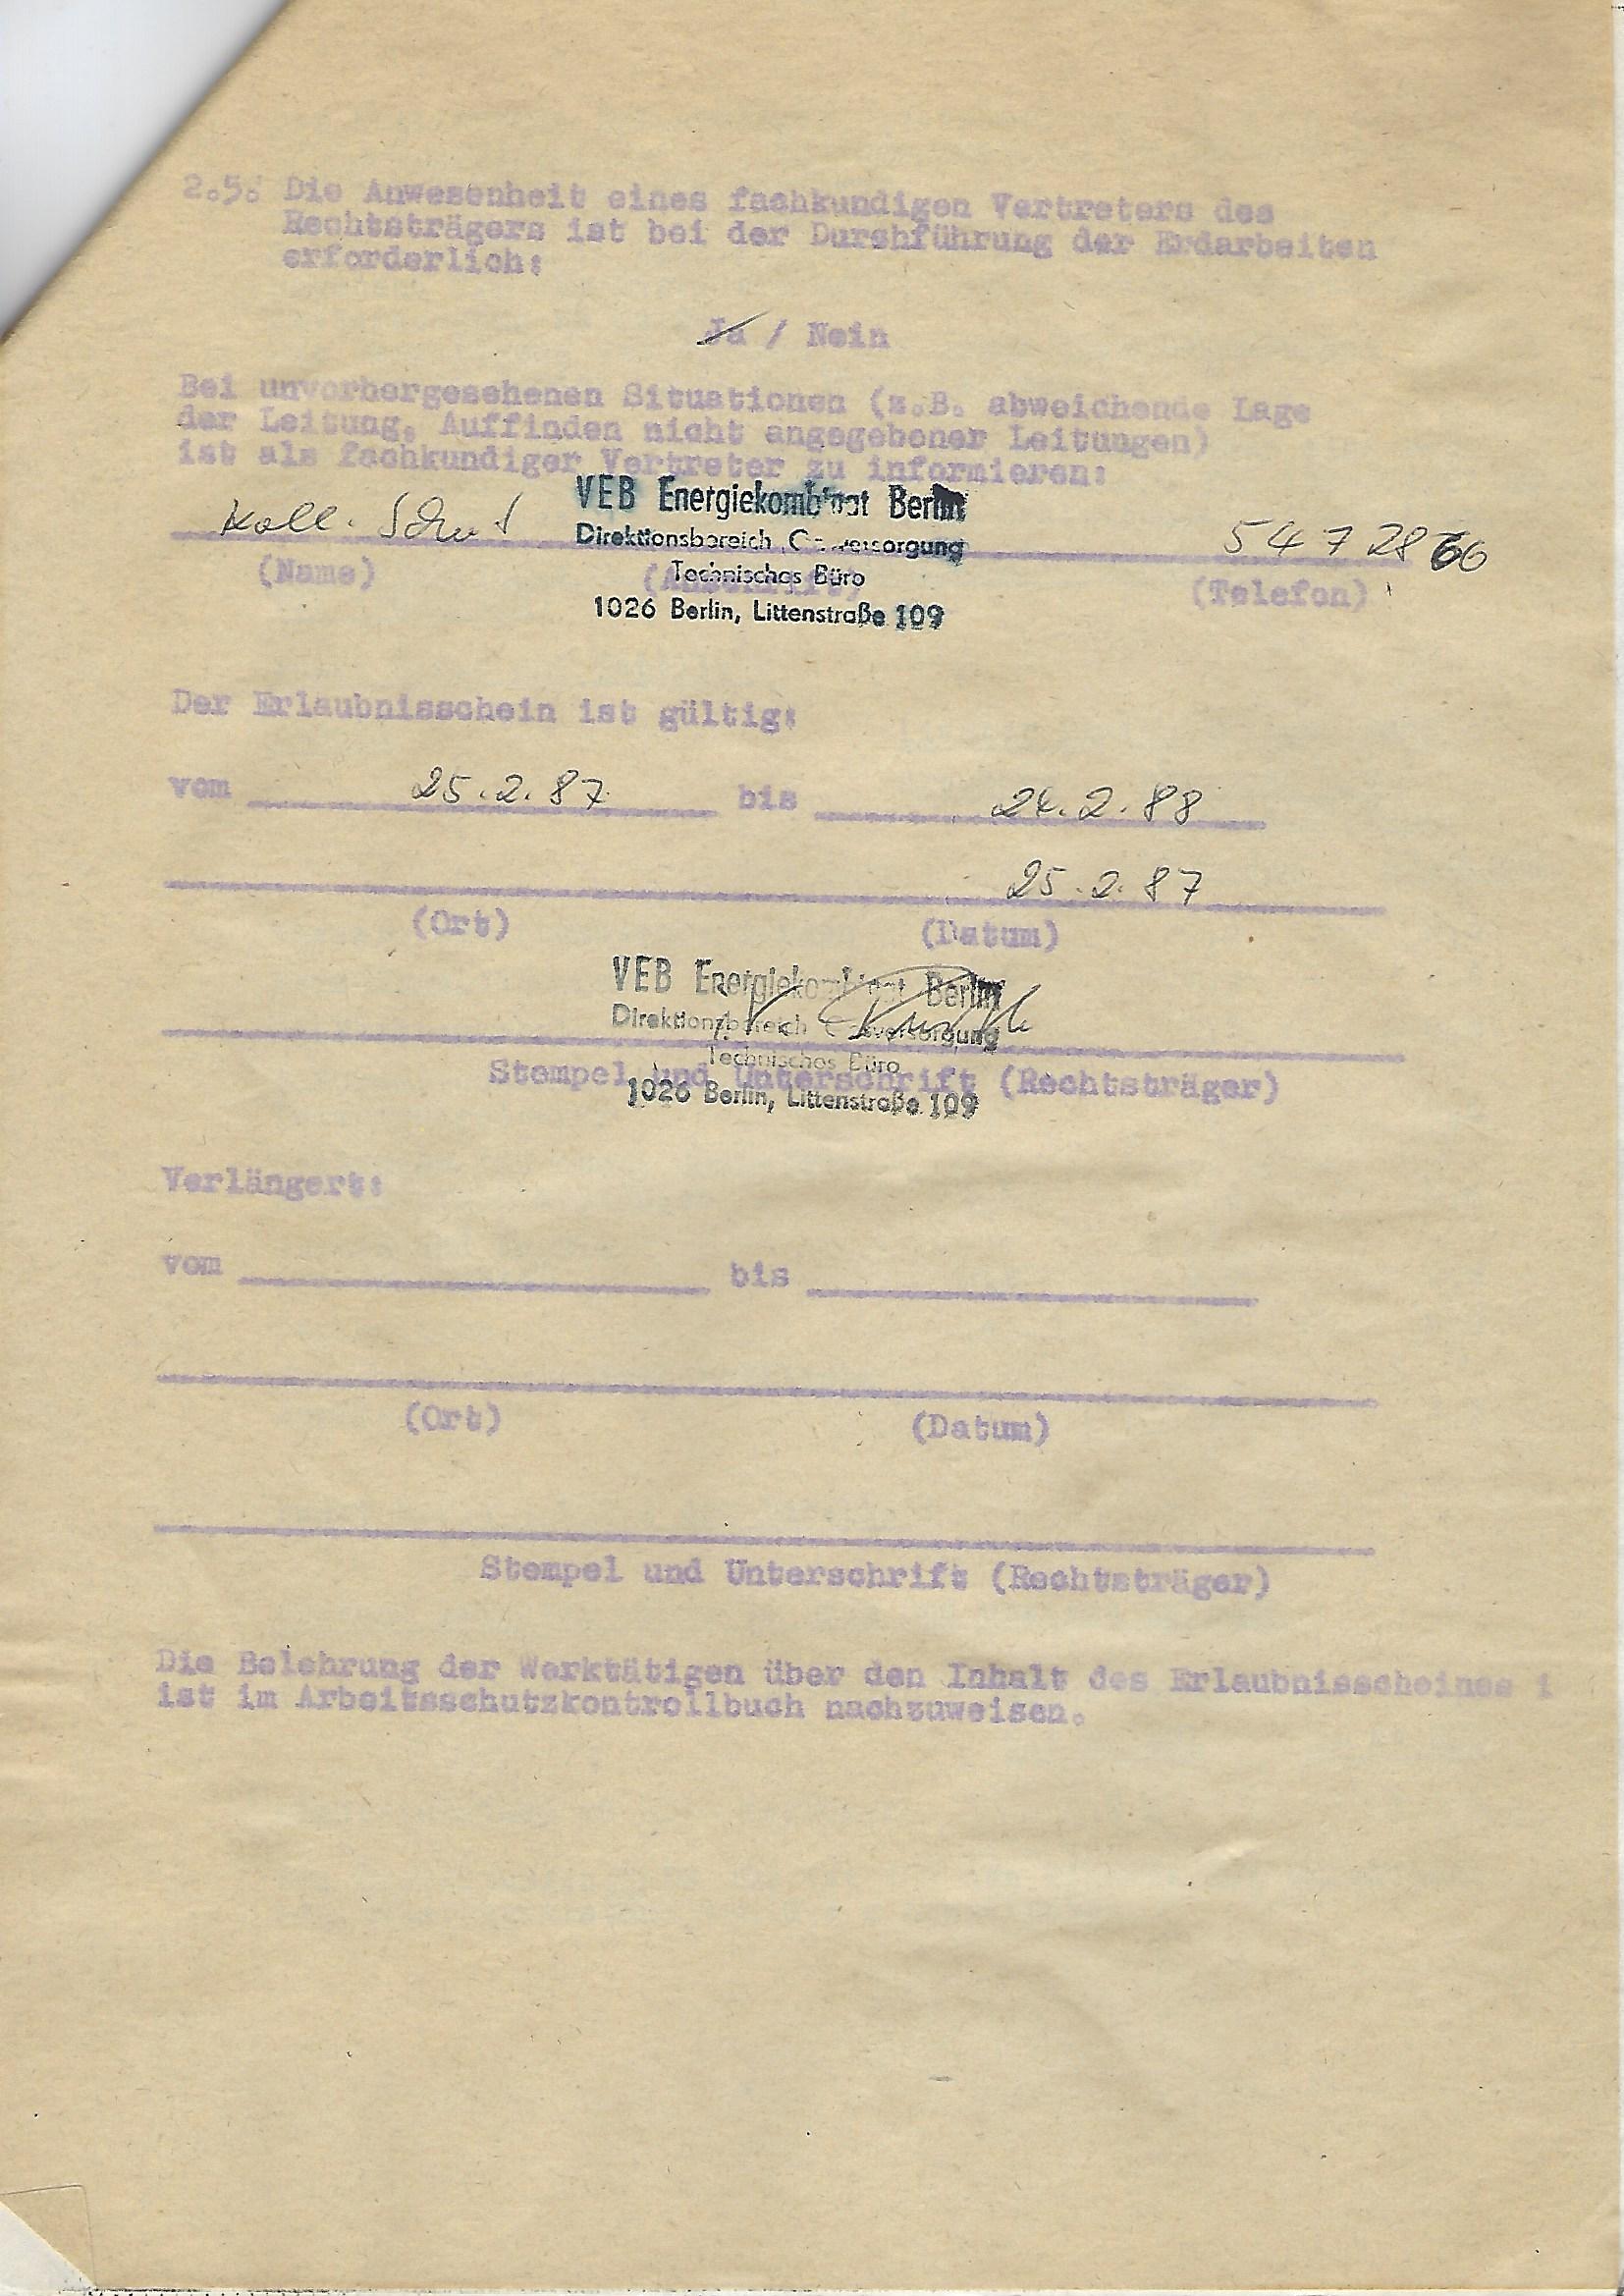 2.5. Die Anwesenheit eines fachkundigen Vertreters des
Rechtsträgers ist bei der Durchführung der Erdarbeiten
erforderlich:
Ja / Nein
Bei unvorhergesehenen Situationen (z.B. abweichende Lage
der Leitung, Auffinden nicht angegebener Leitungen)
ist als fachkundiger Vertreter zu informieren:
VEB Energiekombinat Berlin
Koll. 54728
Direktionsbereich Gasversorgung
(Name) (Anschrift) (Telefon)
Technisches Büro
1026 Berlin, Littenstraße 109
Der Erlaubnisschein ist gültig:
vom 25.2.87 bis 24.2.88
25.2.87
(Ort) (Datum)
VEB Energiekombinat Berlin
Direktionsbereich Gasversorgung
Technisches Büro
Stempel und Unterschrift (Rechtsträger)
1026 Berlin, Littenstraße 109
Verlängert:
vom bis
(Ort) (Datum)
Stempel und Unterschrift (Rechtsträger)
Die Belehrung der Werktätigen über den Inhalt des Erlaubnisscheines i
ist im Arbeitsschutzkontrollbuch nachzuweisen.